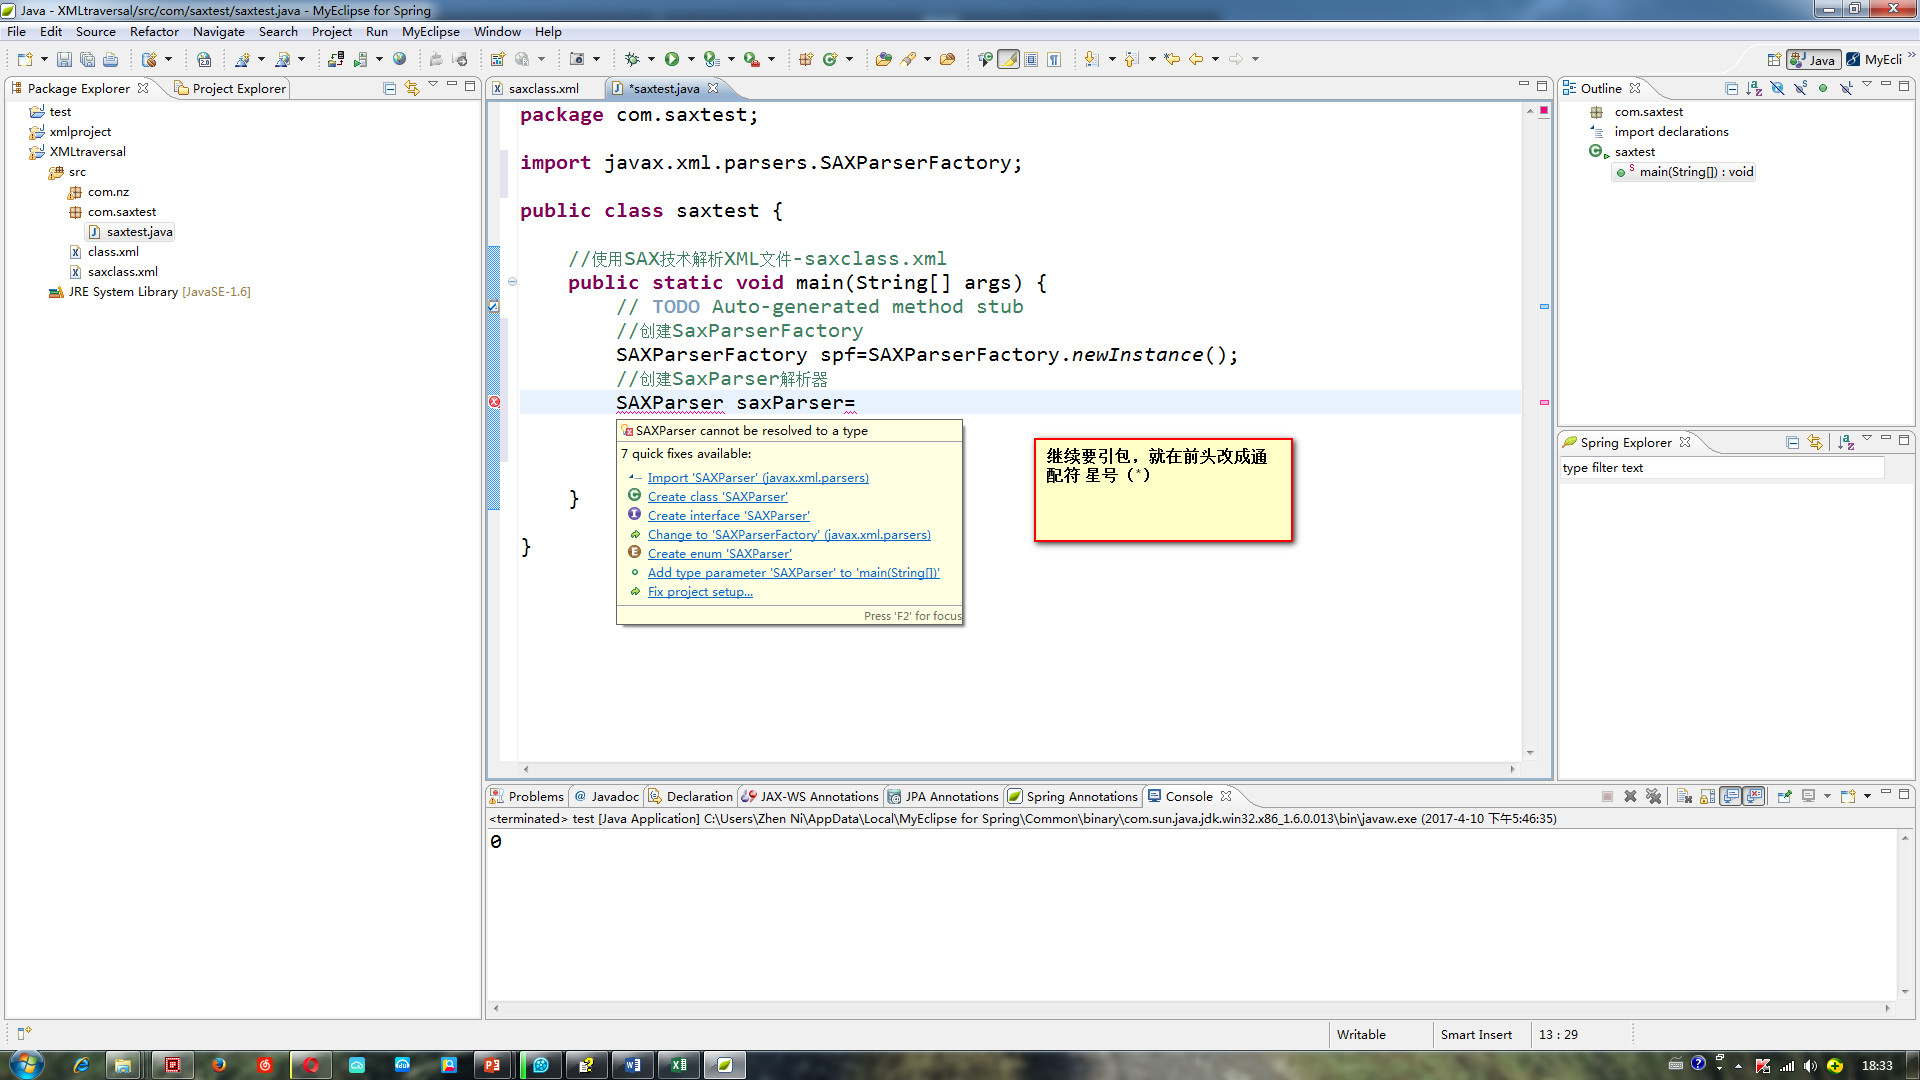 Java - XMLtraversal/src/com/saxtest/saxtest.java - MyEclipse for Spring
File Edit Source Refactor Navigate Search Project Run MyEclipse Window Help
Java MyEcli
Package Explorer Project Explorer
test
xmlproject
XMLtraversal
src
com.nz
com.saxtest
saxtest.java
class.xml
saxclass.xml
JRE System Library [JavaSE-1.6]
saxclass.xml *saxtest.java
package com.saxtest;
import javax.xml.parsers.SAXParserFactory;
public class saxtest {
//使用SAX技术解析XML文件-saxclass.xml
public static void main(String[] args) {
// TODO Auto-generated method stub
//创建SaxParserFactory
SAXParserFactory spf=SAXParserFactory.newInstance();
//创建SaxParser解析器
SAXParser saxParser=
}
}
SAXParser cannot be resolved to a type
7 quick fixes available:
Import 'SAXParser' (javax.xml.parsers)
Create class 'SAXParser'
Create interface 'SAXParser'
Change to 'SAXParserFactory' (javax.xml.parsers)
Create enum 'SAXParser'
Add type parameter 'SAXParser' to 'main(String[])'
Fix project setup...
Press 'F2' for focus
继续要引包，就在前头改成通
配符 星号（*）
Outline
com.saxtest
import declarations
saxtest
main(String[]) : void
Spring Explorer
type filter text
Problems Javadoc Declaration JAX-WS Annotations JPA Annotations Spring Annotations Console
<terminated> test [Java Application] C:\Users\Zhen Ni\AppData\Local\MyEclipse for Spring\Common\binary\com.sun.java.jdk.win32.x86_1.6.0.013\bin\javaw.exe (2017-4-10 下午5:46:35)
0
Writable Smart Insert 13 : 29
18:33